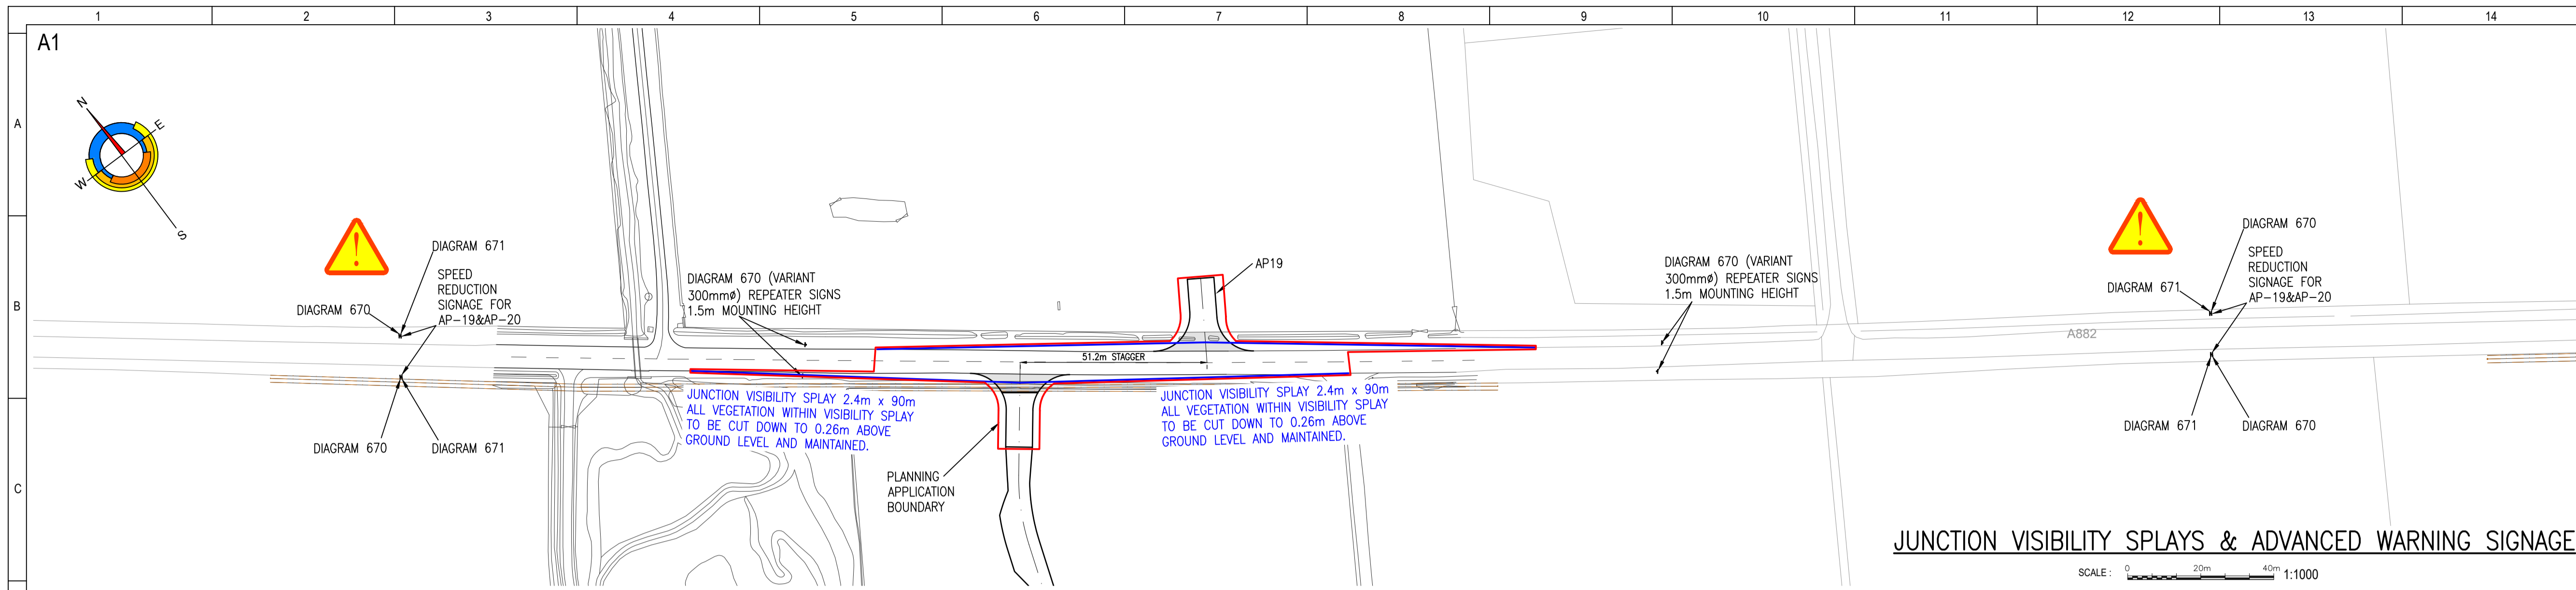 1 2 3 4 5 6 7 8 9 10 11 12 13 14
A1
A
B
C
N
E
W
S
DIAGRAM 671
SPEED
REDUCTION
SIGNAGE FOR
AP-19&AP-20
DIAGRAM 670
DIAGRAM 670
DIAGRAM 671
DIAGRAM 670 (VARIANT
300mmø) REPEATER SIGNS
1.5m MOUNTING HEIGHT
AP19
51.2m STAGGER
JUNCTION VISIBILITY SPLAY 2.4m x 90m
ALL VEGETATION WITHIN VISIBILITY SPLAY
TO BE CUT DOWN TO 0.26m ABOVE
GROUND LEVEL AND MAINTAINED.
JUNCTION VISIBILITY SPLAY 2.4m x 90m
ALL VEGETATION WITHIN VISIBILITY SPLAY
TO BE CUT DOWN TO 0.26m ABOVE
GROUND LEVEL AND MAINTAINED.
PLANNING
APPLICATION
BOUNDARY
DIAGRAM 670 (VARIANT
300mmø) REPEATER SIGNS
1.5m MOUNTING HEIGHT
!
!
DIAGRAM 670
SPEED
REDUCTION
SIGNAGE FOR
AP-19&AP-20
DIAGRAM 671
A882
DIAGRAM 671
DIAGRAM 670
JUNCTION VISIBILITY SPLAYS & ADVANCED WARNING SIGNAGE
SCALE : 0 20m 40m 1:1000